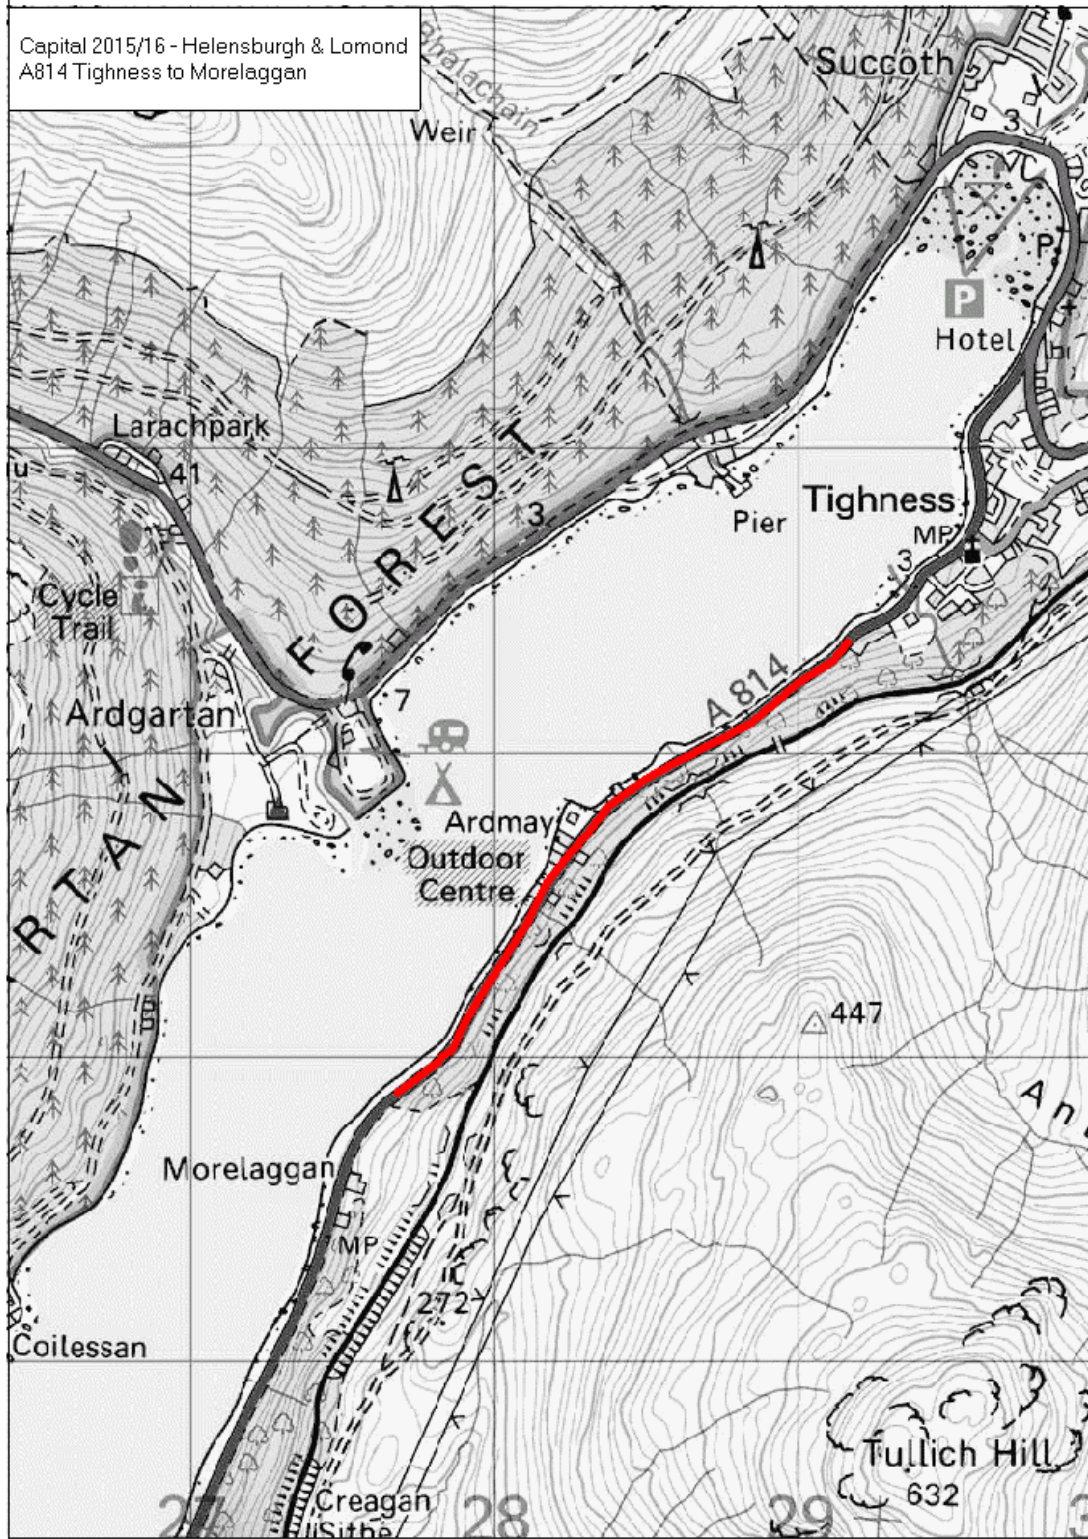 Capital 2015/16 - Helensburgh & Lomond
A814 Tighness to Morelaggan
Succoth
Weir
3
P
P
Hotel
Larachpark
41
FOREST
3
Tighness
MP
Pier
3
Cycle
Trail
A 814
7
Ardgartan
RTAN
Ardmay
Outdoor
Centre
447
An
Morelaggan
MP
272
Coilessan
Tullich Hill
632
Creagan
Sithe
27
28
29